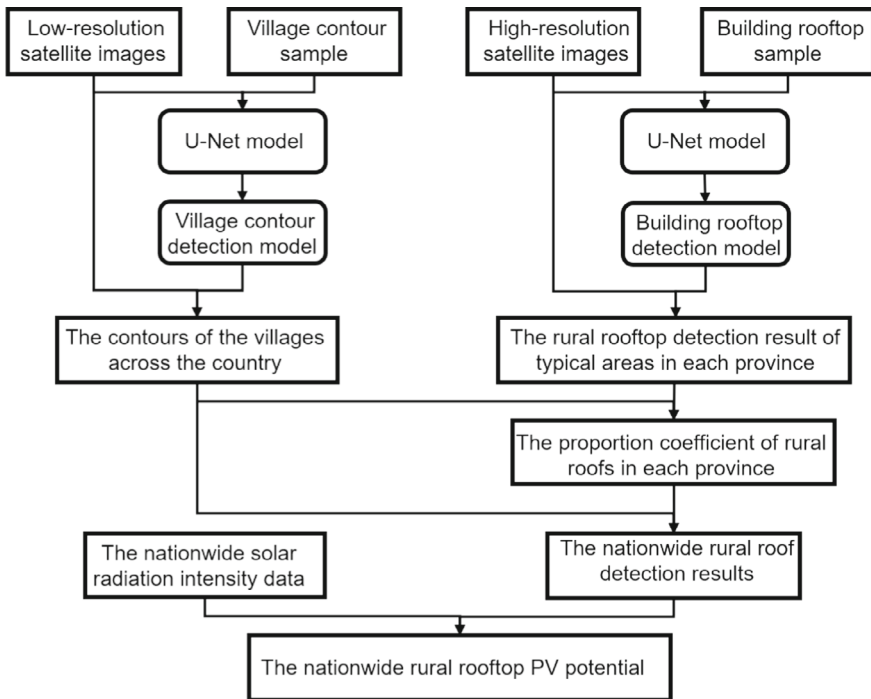 Low-resolution
satellite images
Village contour
sample
High-resolution
satellite images
Building rooftop
sample
U-Net model
U-Net model
Village contour
detection model
Building rooftop
detection model
The contours of the villages
across the country
The rural rooftop detection result of
typical areas in each province
The proportion coefficient of rural
roofs in each province
The nationwide solar
radiation intensity data
The nationwide rural roof
detection results
The nationwide rural rooftop PV potential